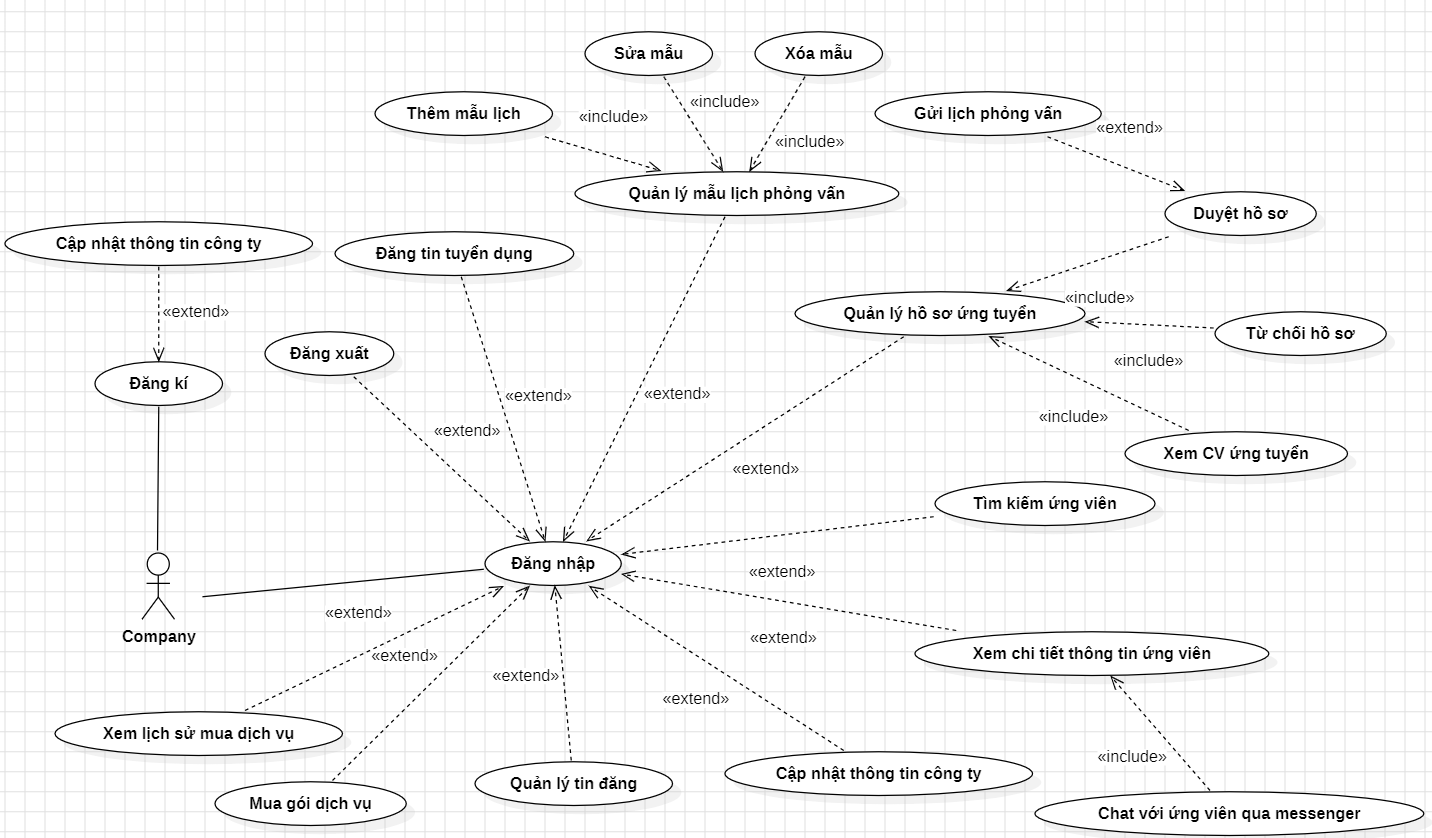 Sửa mẫu
Xóa mẫu
«include»
Thêm mẫu lịch
«include»
Gửi lịch phỏng vấn
«extend»
«include»
Quản lý mẫu lịch phỏng vấn
Duyệt hồ sơ
Cập nhật thông tin công ty
Đăng tin tuyển dụng
«include»
«extend»
Quản lý hồ sơ ứng tuyển
Từ chối hồ sơ
Đăng xuất
«include»
Đăng kí
«extend»
«extend»
«include»
«extend»
Xem CV ứng tuyển
«extend»
Tìm kiếm ứng viên
Đăng nhập
«extend»
«extend»
Company
«extend»
«extend»
Xem chi tiết thông tin ứng viên
«extend»
«extend»
Xem lịch sử mua dịch vụ
«include»
Cập nhật thông tin công ty
Quản lý tin đăng
Mua gói dịch vụ
Chat với ứng viên qua messenger